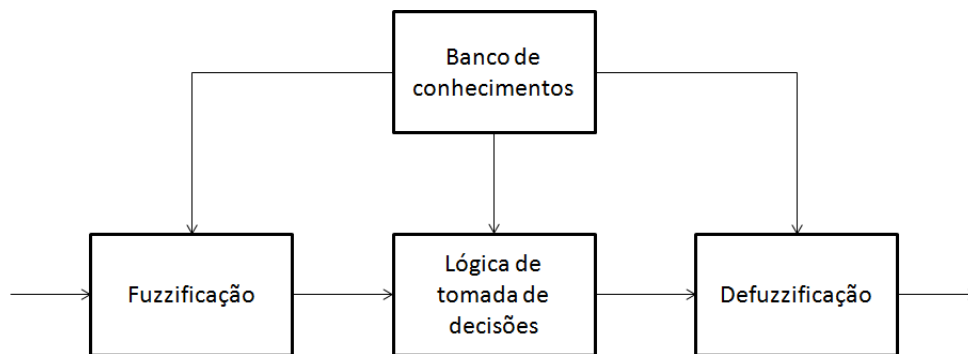 Banco de
conhecimentos
Fuzzificação
Lógica de
tomada de
decisões
Defuzzificação